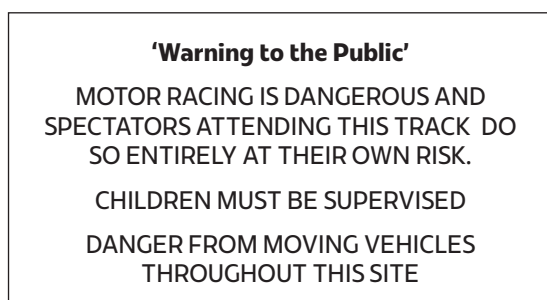 ‘Warning to the Public’
MOTOR RACING IS DANGEROUS AND
SPECTATORS ATTENDING THIS TRACK DO
SO ENTIRELY AT THEIR OWN RISK.
CHILDREN MUST BE SUPERVISED
DANGER FROM MOVING VEHICLES
THROUGHOUT THIS SITE